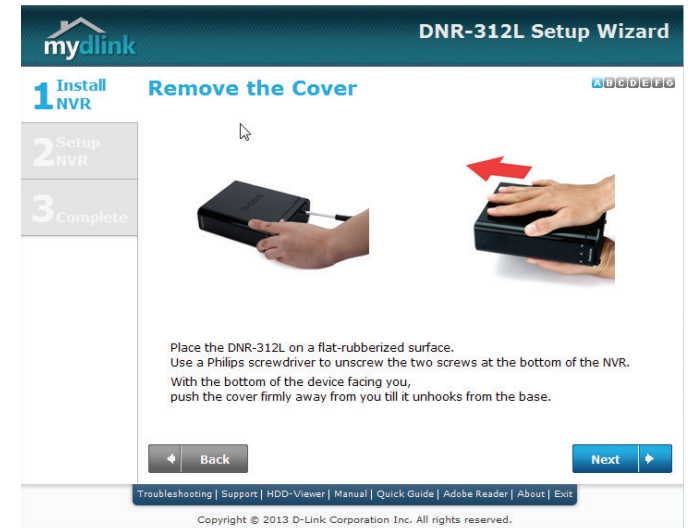 mydlink
DNR-312L Setup Wizard
1 Install
NVR
Remove the Cover
A B C D E F G
2 Setup
NVR
3 Complete
D-Link
Place the DNR-312L on a flat-rubberized surface.
Use a Philips screwdriver to unscrew the two screws at the bottom of the NVR.
With the bottom of the device facing you,
push the cover firmly away from you till it unhooks from the base.
Back
Next
Troubleshooting | Support | HDD-Viewer | Manual | Quick Guide | Adobe Reader | About | Exit
Copyright © 2013 D-Link Corporation Inc. All rights reserved.